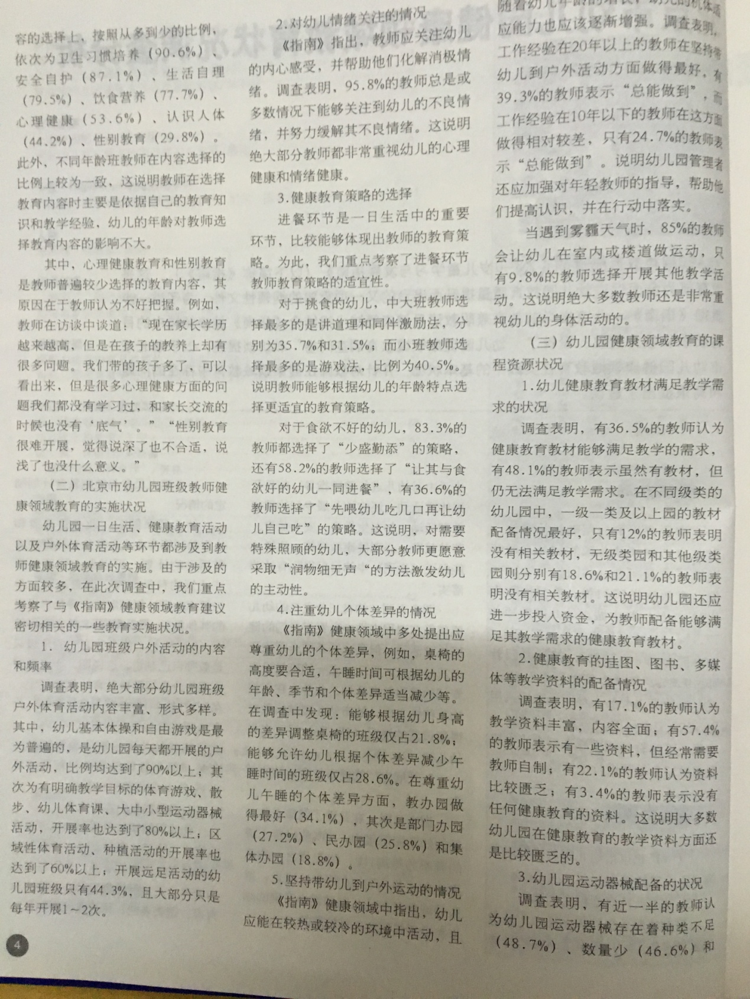 容的选择上，按照从多到少的比例，
依次为卫生习惯培养（90.6%）、
安全自护（87.1%）、生活自理
（79.5%）、饮食营养（77.7%）、
心理健康（53.6%）、认识人体
（44.2%）、性别教育（29.8%）。
此外，不同年龄班教师在内容选择的
比例上较为一致，这说明教师在选择
教育内容时主要是依据自己的教育知
识和教学经验，幼儿的年龄对教师选
择教育内容的影响不大。
其中，心理健康教育和性别教育
是教师普遍较少选择的教育内容，其
原因在于教师认为不好把握。例如，
教师在访谈中谈道：“现在家长学历
越来越高，但是在孩子的教养上却有
很多问题。我们带的孩子多了，可以
看出来，但是很多心理健康方面的问
题我们都没有学习过，和家长交流的
时候也没有‘底气’。”“性别教育
很难开展，觉得说深了也不合适，说
浅了也没什么意义。”
（二）北京市幼儿园班级教师健
康领域教育的实施状况
幼儿园一日生活、健康教育活动
以及户外体育活动等环节都涉及到教
师健康领域教育的实施。由于涉及的
方面较多，在此次调查中，我们重点
考察了与《指南》健康领域教育建议
密切相关的一些教育实施状况。
1. 幼儿园班级户外活动的内容
和频率
调查表明，绝大部分幼儿园班级
户外体育活动内容丰富、形式多样。
其中，幼儿基本体操和自由游戏是最
为普遍的，是幼儿园每天都开展的户
外活动，比例均达到了90%以上；其
次为有明确教学目标的体育游戏、散
步、幼儿体育课、大中小型运动器械
活动，开展率也达到了80%以上；区
域性体育活动、种植活动的开展率也
达到了60%以上；开展远足活动的幼
儿园班级只有44.3%，且大部分只是
每年开展1~2次。
4
2.对幼儿情绪关注的情况
《指南》指出，教师应关注幼儿
的内心感受，并帮助他们化解消极情
绪。调查表明，95.8%的教师总是或
多数情况下能够关注到幼儿的不良情
绪，并努力缓解其不良情绪。这说明
绝大部分教师都非常重视幼儿的心理
健康和情绪健康。
3.健康教育策略的选择
进餐环节是一日生活中的重要
环节，比较能够体现出教师的教育策
略。为此，我们重点考察了进餐环节
教师教育策略的适宜性。
对于挑食的幼儿，中大班教师选
择最多的是讲道理和同伴激励法，分
别为35.7%和31.5%；而小班教师选
择最多的是游戏法，比例为40.5%。
说明教师能够根据幼儿的年龄特点选
择更适宜的教育策略。
对于食欲不好的幼儿，83.3%的
教师都选择了“少盛勤添”的策略，
还有58.2%的教师选择了“让其与食
欲好的幼儿一同进餐”，有36.6%的
教师选择了“先喂幼儿吃几口再让幼
儿自己吃”的策略。这说明，对需要
特殊照顾的幼儿，大部分教师更愿意
采取“润物细无声“的方法激发幼儿
的主动性。
4.注重幼儿个体差异的情况
《指南》健康领域中多处提出应
尊重幼儿的个体差异，例如，桌椅的
高度要合适，午睡时间可根据幼儿的
年龄、季节和个体差异适当减少等。
在调查中发现：能够根据幼儿身高
的差异调整桌椅的班级仅占21.8%；
能够允许幼儿根据个体差异减少午
睡时间的班级仅占28.6%。在尊重幼
儿午睡的个体差异方面，教办园做
得最好（34.1%），其次是部门办园
（27.2%）、民办园（25.8%）和集
体办园（18.8%）。
5.坚持带幼儿到户外运动的情况
《指南》健康领域中指出，幼儿
应能在较热或较冷的环境中活动，且
随着幼儿年龄的增长，幼儿的机体适
应能力也应该逐渐增强。调查表明，
工作经验在20年以上的教师在坚持带
幼儿到户外活动方面做得最好，有
39.3%的教师表示“总能做到”，而
工作经验在10年以下的教师在这方面
做得相对较差，只有24.7%的教师表
示“总能做到”。说明幼儿园管理者
还应加强对年轻教师的指导，帮助他
们提高认识，并在行动中落实。
当遇到雾霾天气时，85%的教师
会让幼儿在室内或楼道做运动，只
有9.8%的教师选择开展其他教学活
动。这说明绝大多数教师还是非常重
视幼儿的身体活动的。
（三）幼儿园健康领域教育的课
程资源状况
1.幼儿健康教育教材满足教学需
求的状况
调查表明，有36.5%的教师认为
健康教育教材能够满足教学的需求，
有48.1%的教师表示虽然有教材，但
仍无法满足教学需求。在不同级类的
幼儿园中，一级一类及以上园的教材
配备情况最好，只有12%的教师表明
没有相关教材，无级类园和其他级类
园则分别有18.6%和21.1%的教师表
明没有相关教材。这说明幼儿园还应
进一步投入资金，为教师配备能够满
足其教学需求的健康教育教材。
2.健康教育的挂图、图书、多媒
体等教学资料的配备情况
调查表明，有17.1%的教师认为
教学资料丰富，内容全面；有57.4%
的教师表示有一些资料，但经常需要
教师自制；有22.1%的教师认为资料
比较匮乏；有3.4%的教师表示没有
任何健康教育的资料。这说明大多数
幼儿园在健康教育的教学资料方面还
是比较匮乏的。
3.幼儿园运动器械配备的状况
调查表明，有近一半的教师认
为幼儿园运动器械存在着种类不足
（48.7%）、数量少（46.6%）和